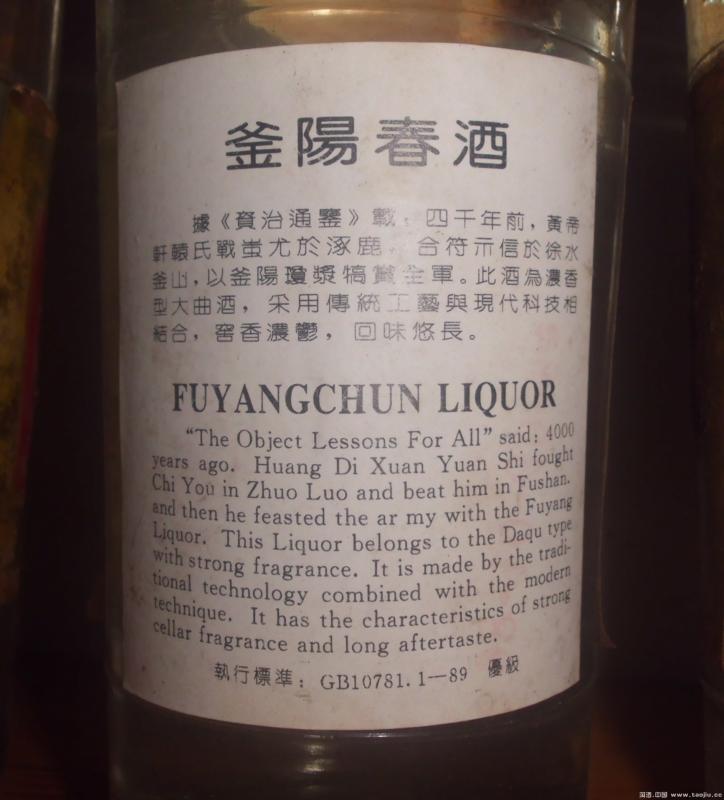 釜陽春酒
據《資治通鑒》載，四千年前，黃帝
軒轅氏戰蚩尤於涿鹿，合符示信於徐水
釜山，以釜陽瓊漿犒賞全軍。此酒為濃香
型大曲酒，采用傳統工藝與現代科技相
結合，窖香濃鬱，回味悠長。
FUYANGCHUN LIQUOR
“The Object Lessons For All” said: 4000
years ago. Huang Di Xuan Yuan Shi fought
Chi You in Zhuo Luo and beat him in Fushan.
and then he feasted the ar my with the Fuyang
Liquor. This Liquor belongs to the Daqu type
with strong fragrance. It is made by the tradi-
tional technology combined with the modern
technique. It has the characteristics of strong
cellar fragrance and long aftertaste.
執行標準：GB10781.1—89 優級
国酒.中国 www.taojiu.cc